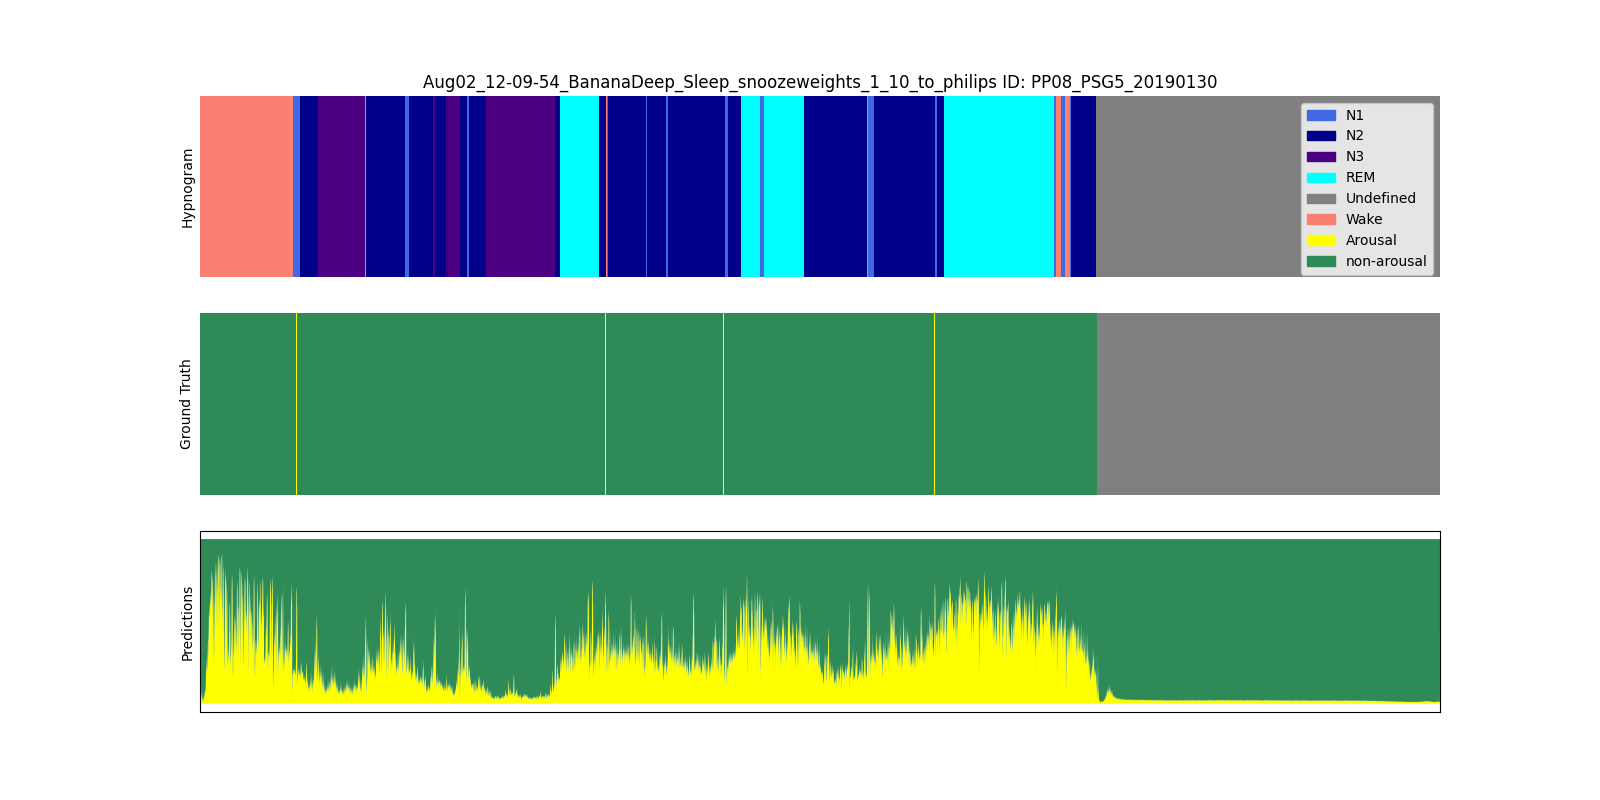 Aug02_12-09-54_BananaDeep_Sleep_snoozeweights_1_10_to_philips ID: PP08_PSG5_20190130
Hypnogram
N1
N2
N3
REM
Undefined
Wake
Arousal
non-arousal
Ground Truth
Predictions